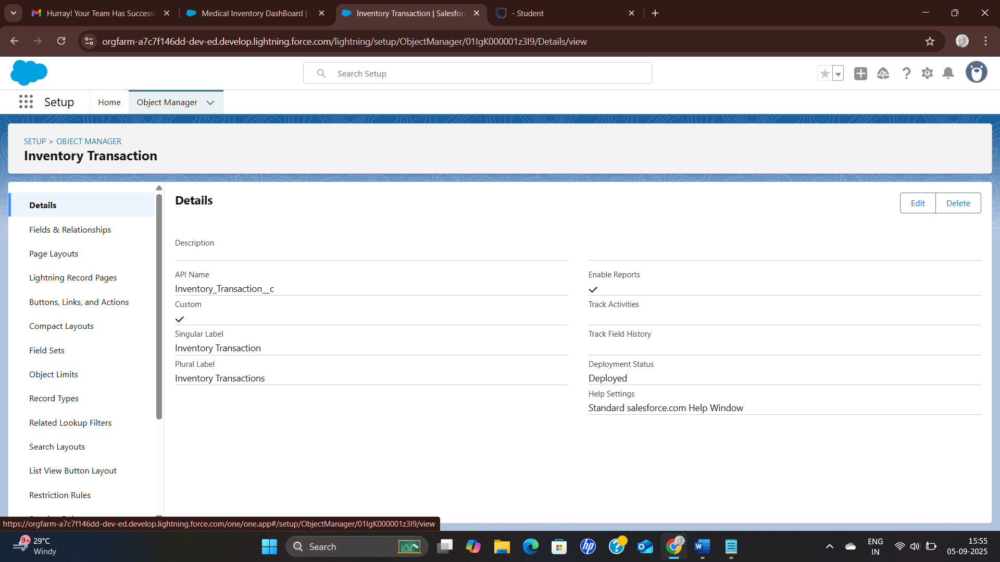 Hurray! Your Team Has Success
Medical Inventory DashBoard |
Inventory Transaction | Salesforc
- Student
orgfarm-a7c7f146dd-dev-ed.develop.lightning.force.com/lightning/setup/ObjectManager/01IgK000001z3I9/Details/view
Search Setup
Setup
Home
Object Manager
SETUP > OBJECT MANAGER
Inventory Transaction
Details
Fields & Relationships
Page Layouts
Lightning Record Pages
Buttons, Links, and Actions
Compact Layouts
Field Sets
Object Limits
Record Types
Related Lookup Filters
Search Layouts
List View Button Layout
Restriction Rules
Details
Edit
Delete
Description
API Name
Inventory_Transaction__c
Custom
Singular Label
Inventory Transaction
Plural Label
Inventory Transactions
Enable Reports
Track Activities
Track Field History
Deployment Status
Deployed
Help Settings
Standard salesforce.com Help Window
https://orgfarm-a7c7f146dd-dev-ed.develop.lightning.force.com/one/one.app#/setup/ObjectManager/01IgK000001z3I9/view
9+
29°C
Windy
Search
ENG
IN
15:55
05-09-2025